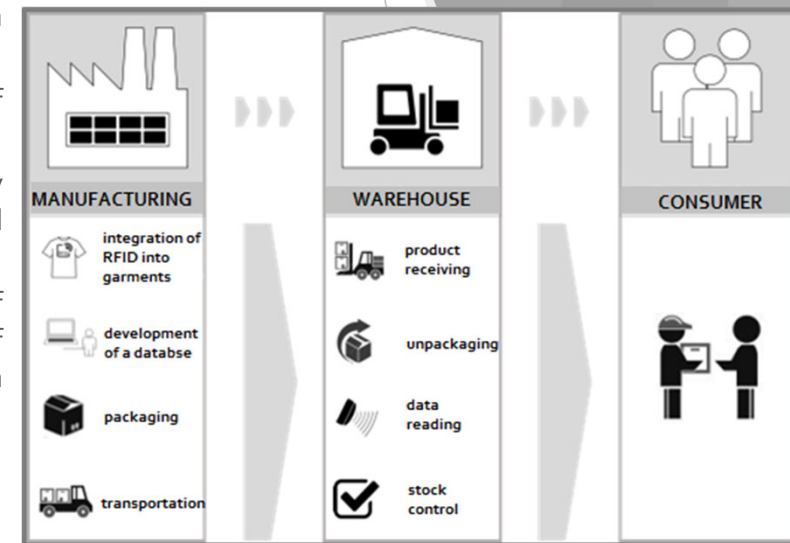 MANUFACTURING
integration of
RFID into
garments
development
of a databse
packaging
transportation
WAREHOUSE
product
receiving
unpackaging
data
reading
stock
control
CONSUMER